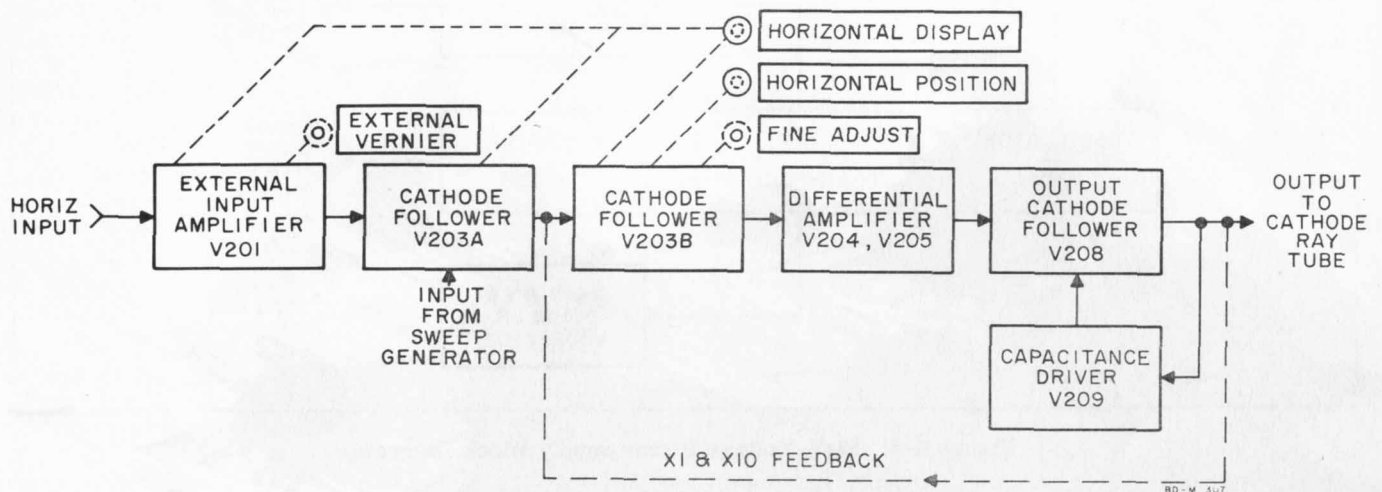 HORIZONTAL DISPLAY
HORIZONTAL POSITION
EXTERNAL
VERNIER
FINE ADJUST
HORIZ
INPUT
EXTERNAL
INPUT
AMPLIFIER
V201
CATHODE
FOLLOWER
V203A
CATHODE
FOLLOWER
V203B
DIFFERENTIAL
AMPLIFIER
V204, V205
OUTPUT
CATHODE
FOLLOWER
V208
OUTPUT
TO
CATHODE
RAY
TUBE
INPUT
FROM
SWEEP
GENERATOR
CAPACITANCE
DRIVER
V209
X1 & X10 FEEDBACK